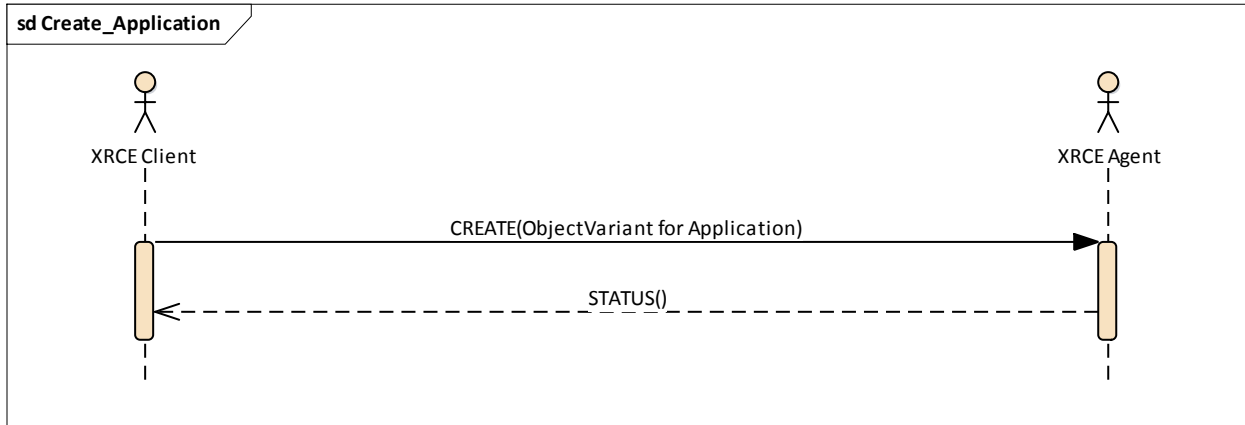 sd Create_Application
XRCE Client
XRCE Agent
CREATE(ObjectVariant for Application)
STATUS()